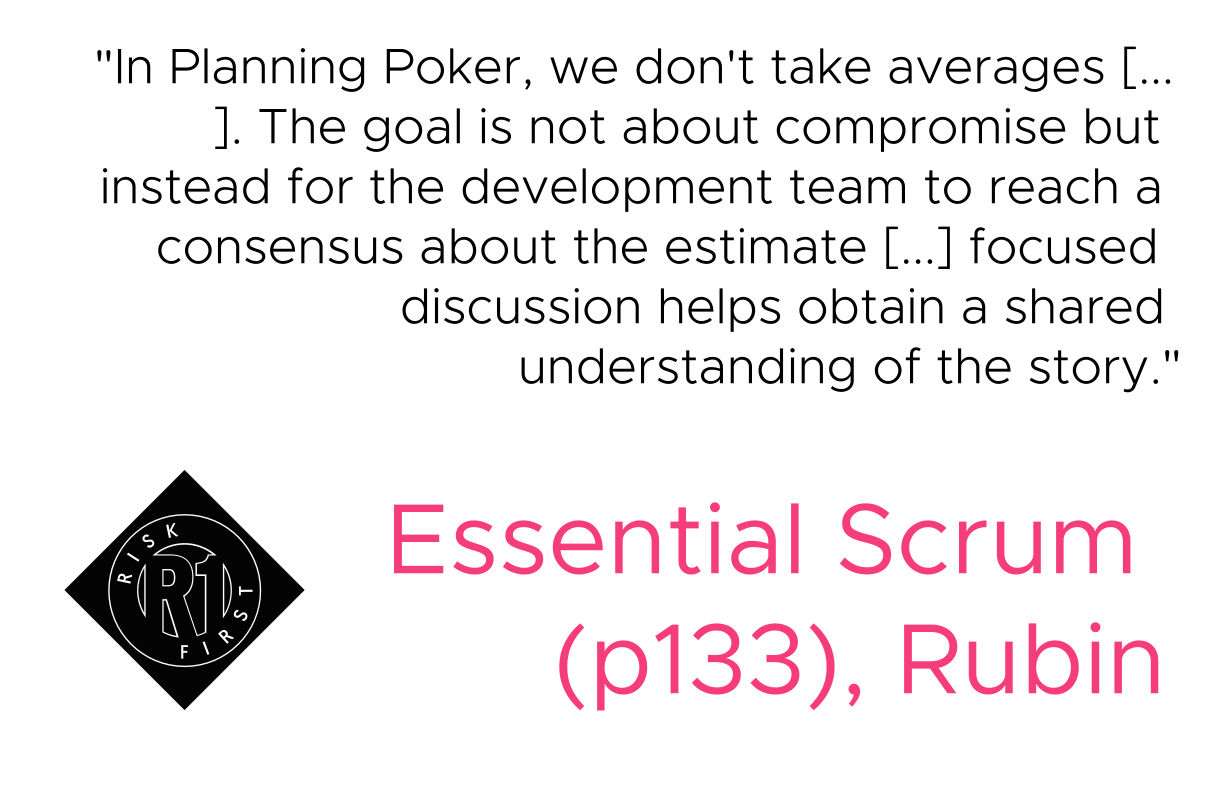 "In Planning Poker, we don't take averages [...
]. The goal is not about compromise but
instead for the development team to reach a
consensus about the estimate [...] focused
discussion helps obtain a shared
understanding of the story."
RISK
R1
FIRST
Essential Scrum
(p133), Rubin